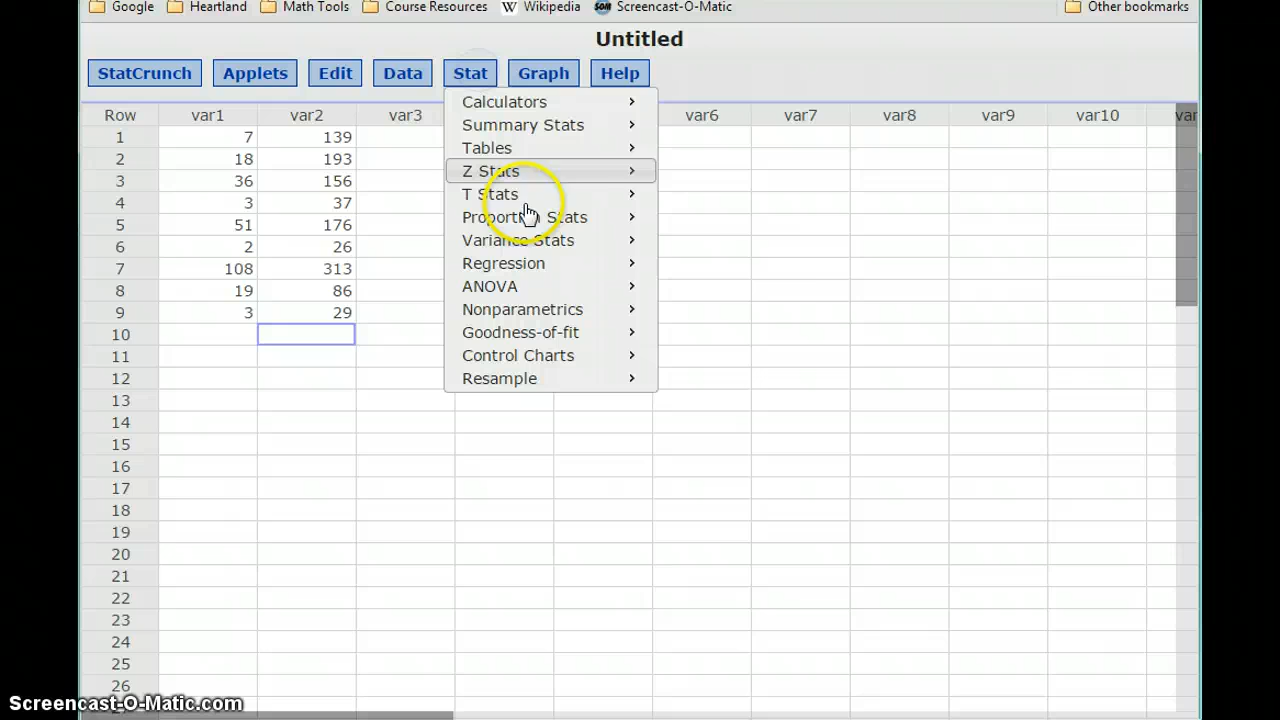 Google Heartland Math Tools Course Resources W Wikipedia SOM Screencast-O-Matic Other bookmarks
Untitled
StatCrunch Applets Edit Data Stat Graph Help
Calculators
Summary Stats
Tables
Z Stats
T Stats
Proportion Stats
Variance Stats
Regression
ANOVA
Nonparametrics
Goodness-of-fit
Control Charts
Resample
Row var1 var2 var3 var6 var7 var8 var9 var10 var
1 7 139
2 18 193
3 36 156
4 3 37
5 51 176
6 2 26
7 108 313
8 19 86
9 3 29
10
11
12
13
14
15
16
17
18
19
20
21
22
23
24
25
26
Screencast-O-Matic.com